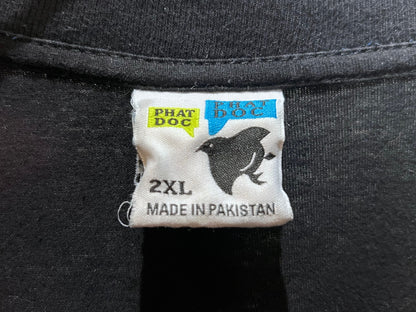 PHAT DOC
PHAT DOC
2XL
MADE IN PAKISTAN